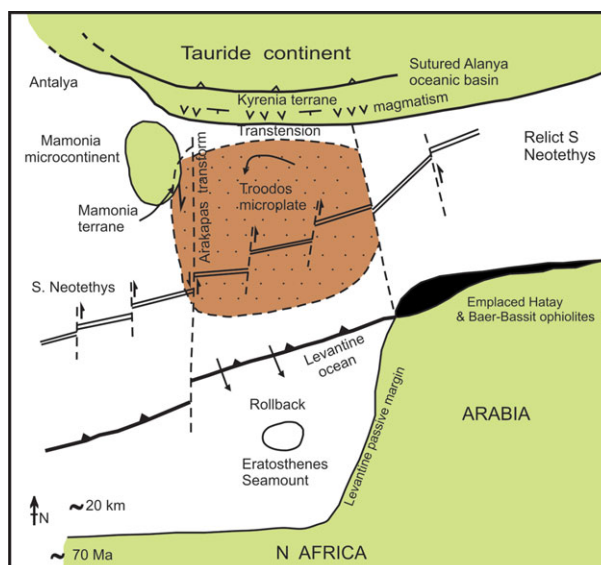 Tauride continent
Sutured Alanya
oceanic basin
Antalya
Kyrenia terrane
magmatism
Transtension
Relict S
Neotethys
Mamonia
microcontinent
Arakapas transform
Troodos
microplate
Mamonia
terrane
S. Neotethys
Emplaced Hatay
& Baer-Bassit ophiolites
Levantine
ocean
Rollback
Levantine passive margin
ARABIA
Eratosthenes
Seamount
~20 km
N
~70 Ma
N AFRICA